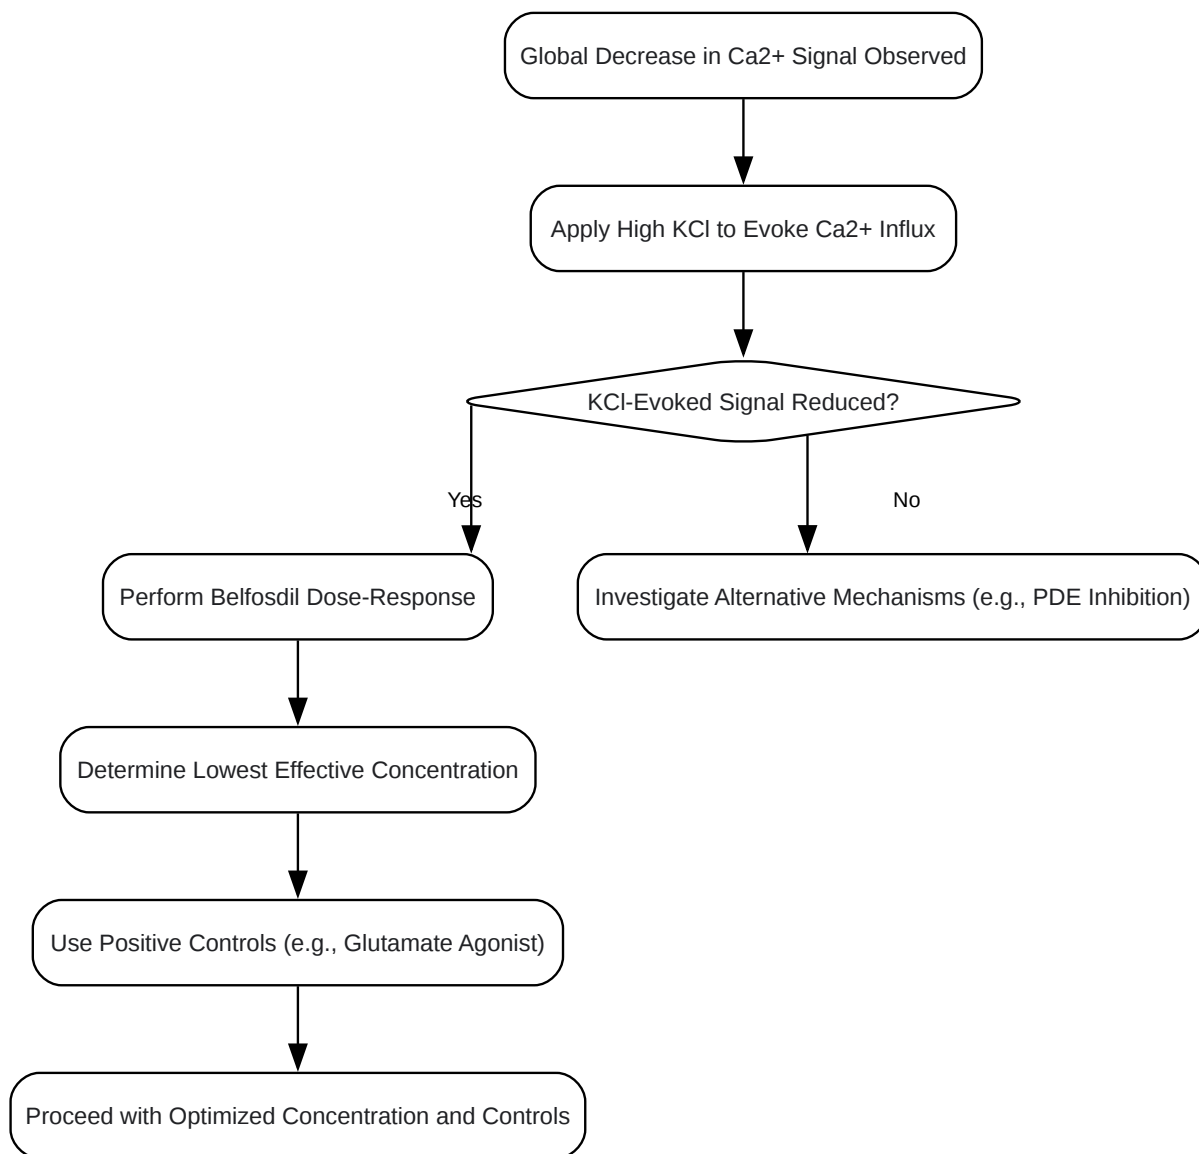 Global Decrease in Ca2+ Signal Observed
Apply High KCl to Evoke Ca2+ Influx
KCl-Evoked Signal Reduced?
Yes
No
Perform Belfosdil Dose-Response
Investigate Alternative Mechanisms (e.g., PDE Inhibition)
Determine Lowest Effective Concentration
Use Positive Controls (e.g., Glutamate Agonist)
Proceed with Optimized Concentration and Controls